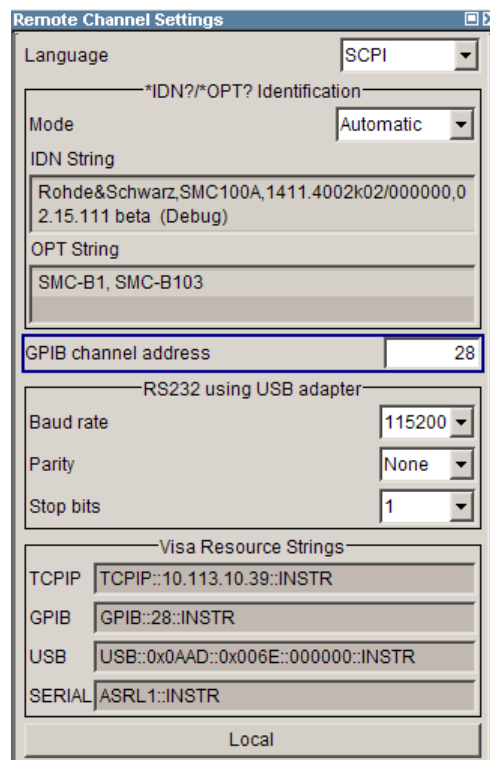 Remote Channel Settings
Language SCPI
*IDN?/*OPT? Identification
Mode Automatic
IDN String
Rohde&Schwarz,SMC100A,1411.4002k02/000000,0
2.15.111 beta (Debug)
OPT String
SMC-B1, SMC-B103
GPIB channel address 28
RS232 using USB adapter
Baud rate 115200
Parity None
Stop bits 1
Visa Resource Strings
TCPIP TCPIP::10.113.10.39::INSTR
GPIB GPIB::28::INSTR
USB USB::0x0AAD::0x006E::000000::INSTR
SERIAL ASRL1::INSTR
Local